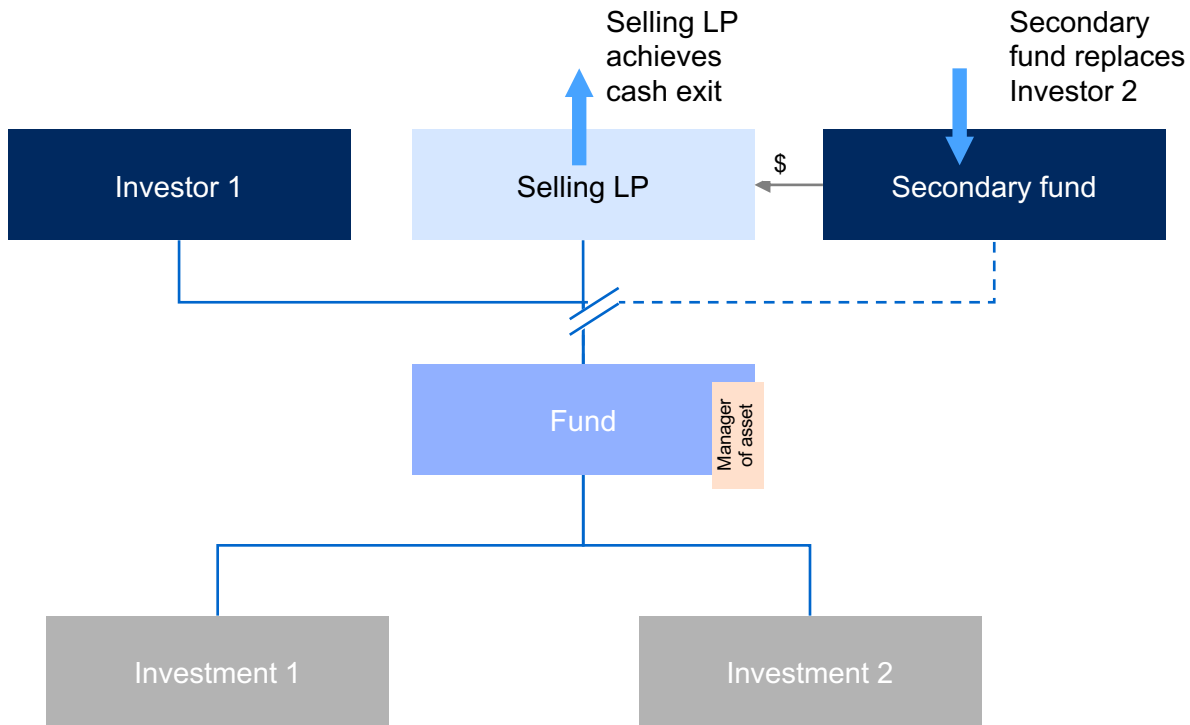 Selling LP
achieves
cash exit
Secondary
fund replaces
Investor 2
Investor 1
Selling LP
$
Secondary fund
Fund
Manager
of asset
Investment 1
Investment 2